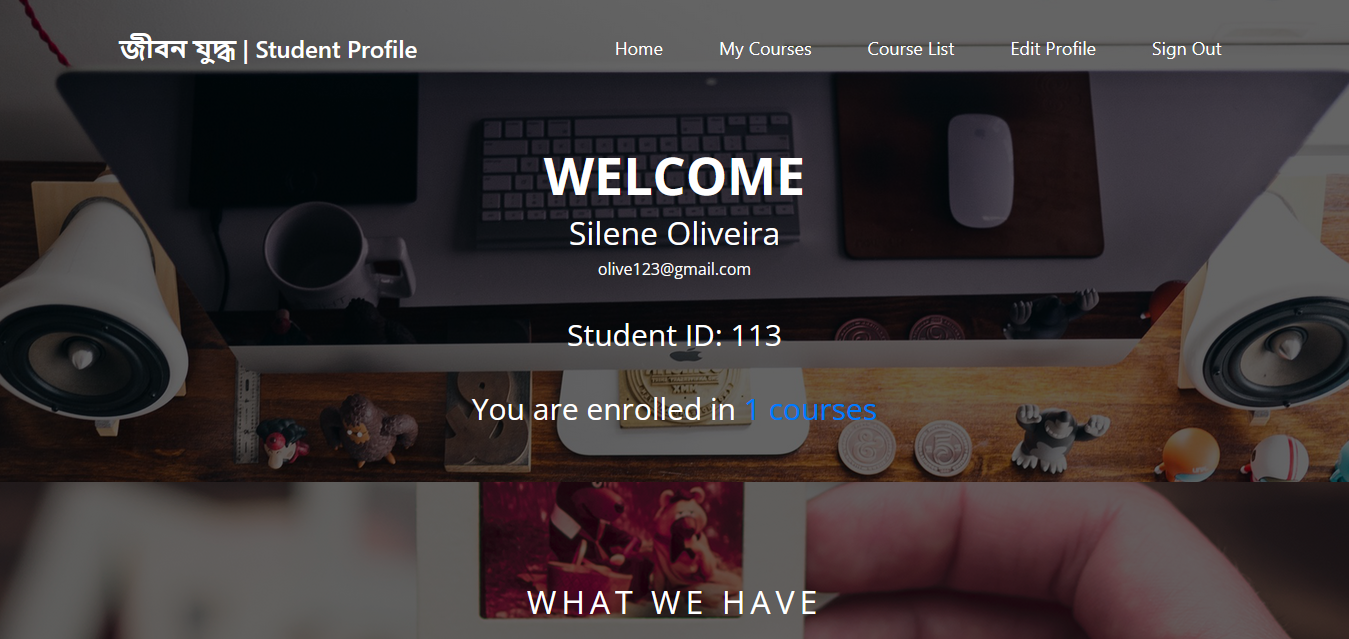 জীবন যুদ্ধ | Student Profile
Home My Courses Course List Edit Profile Sign Out
WELCOME
Silene Oliveira
olive123@gmail.com
Student ID: 113
You are enrolled in 1 courses
WHAT WE HAVE